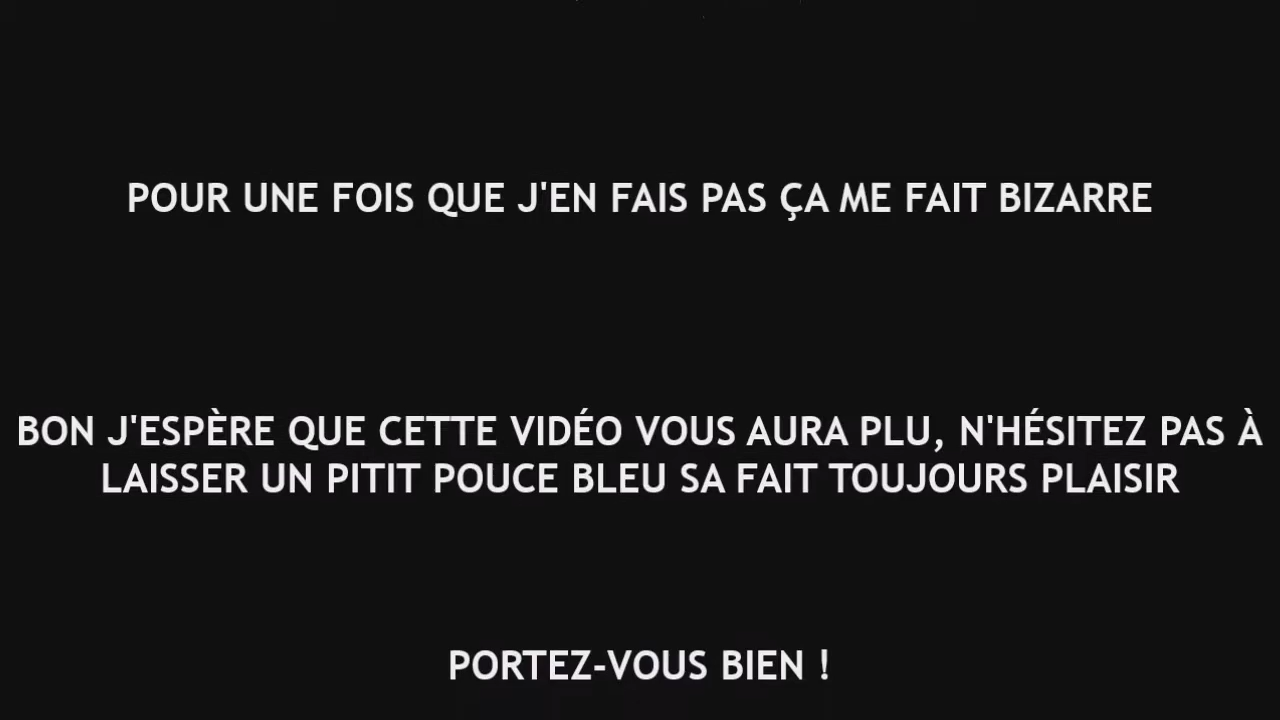 POUR UNE FOIS QUE J'EN FAIS PAS ÇA ME FAIT BIZARRE
BON J'ESPÈRE QUE CETTE VIDÉO VOUS AURA PLU, N'HÉSITEZ PAS À
LAISSER UN PITIT POUCE BLEU SA FAIT TOUJOURS PLAISIR
PORTEZ-VOUS BIEN !